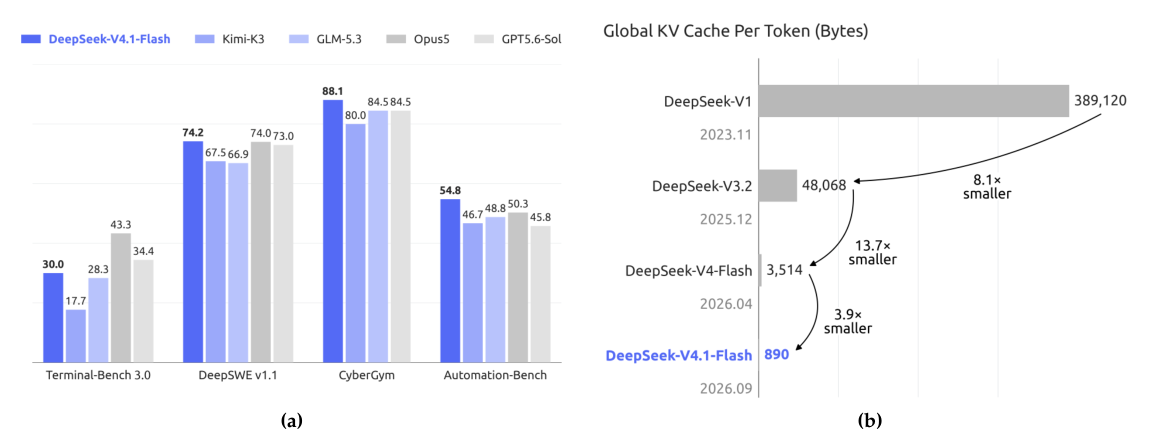 DeepSeek-V4.1-Flash Kimi-K3 GLM-5.3 Opus5 GPT5.6-Sol
30.0 17.7 28.3 43.3 34.4
74.2 67.5 66.9 74.0 73.0
88.1 80.0 84.5 84.5
54.8 46.7 48.8 50.3 45.8
Terminal-Bench 3.0 DeepSWE v1.1 CyberGym Automation-Bench
(a)
Global KV Cache Per Token (Bytes)
DeepSeek-V1 389,120
2023.11
8.1×
smaller
DeepSeek-V3.2 48,068
2025.12
13.7×
smaller
DeepSeek-V4-Flash 3,514
2026.04
3.9×
smaller
DeepSeek-V4.1-Flash 890
2026.09
(b)